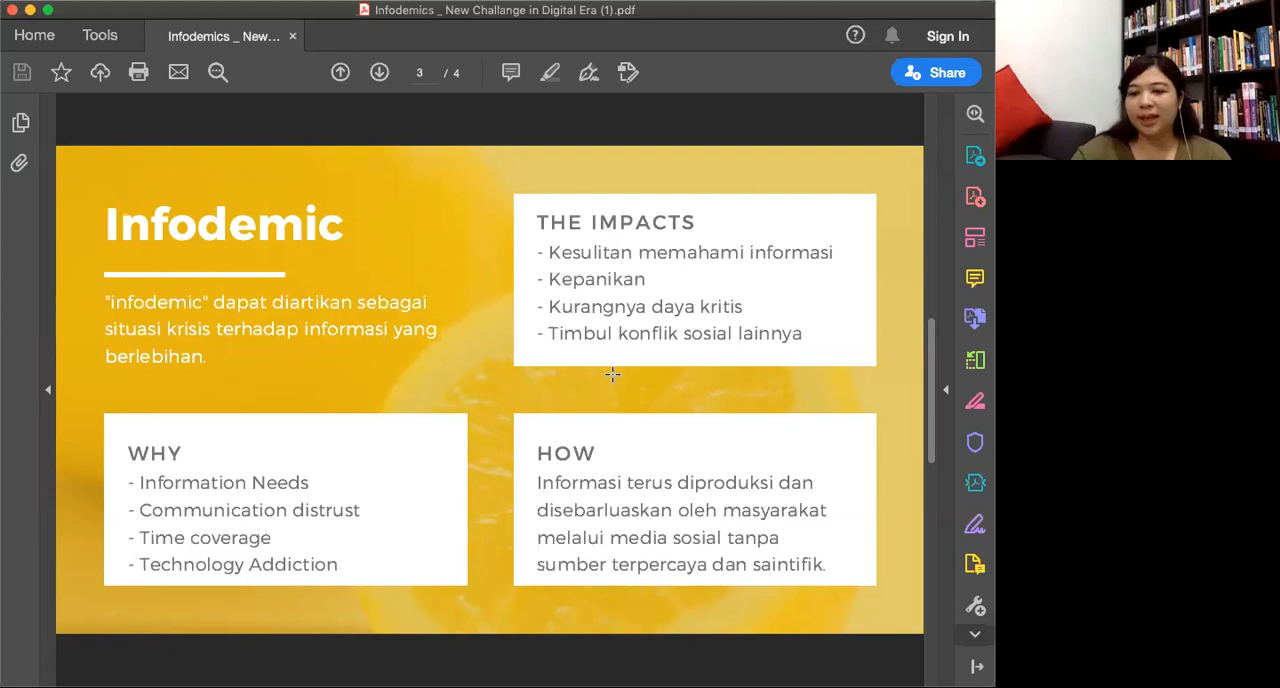 Infodemics _ New Challange in Digital Era (1).pdf
Home
Tools
Infodemics _ New... ×
Sign In
3 / 4
Share
Infodemic
"infodemic" dapat diartikan sebagai
situasi krisis terhadap informasi yang
berlebihan.
THE IMPACTS
- Kesulitan memahami informasi
- Kepanikan
- Kurangnya daya kritis
- Timbul konflik sosial lainnya
WHY
- Information Needs
- Communication distrust
- Time coverage
- Technology Addiction
HOW
Informasi terus diproduksi dan
disebarluaskan oleh masyarakat
melalui media sosial tanpa
sumber terpercaya dan saintifik.